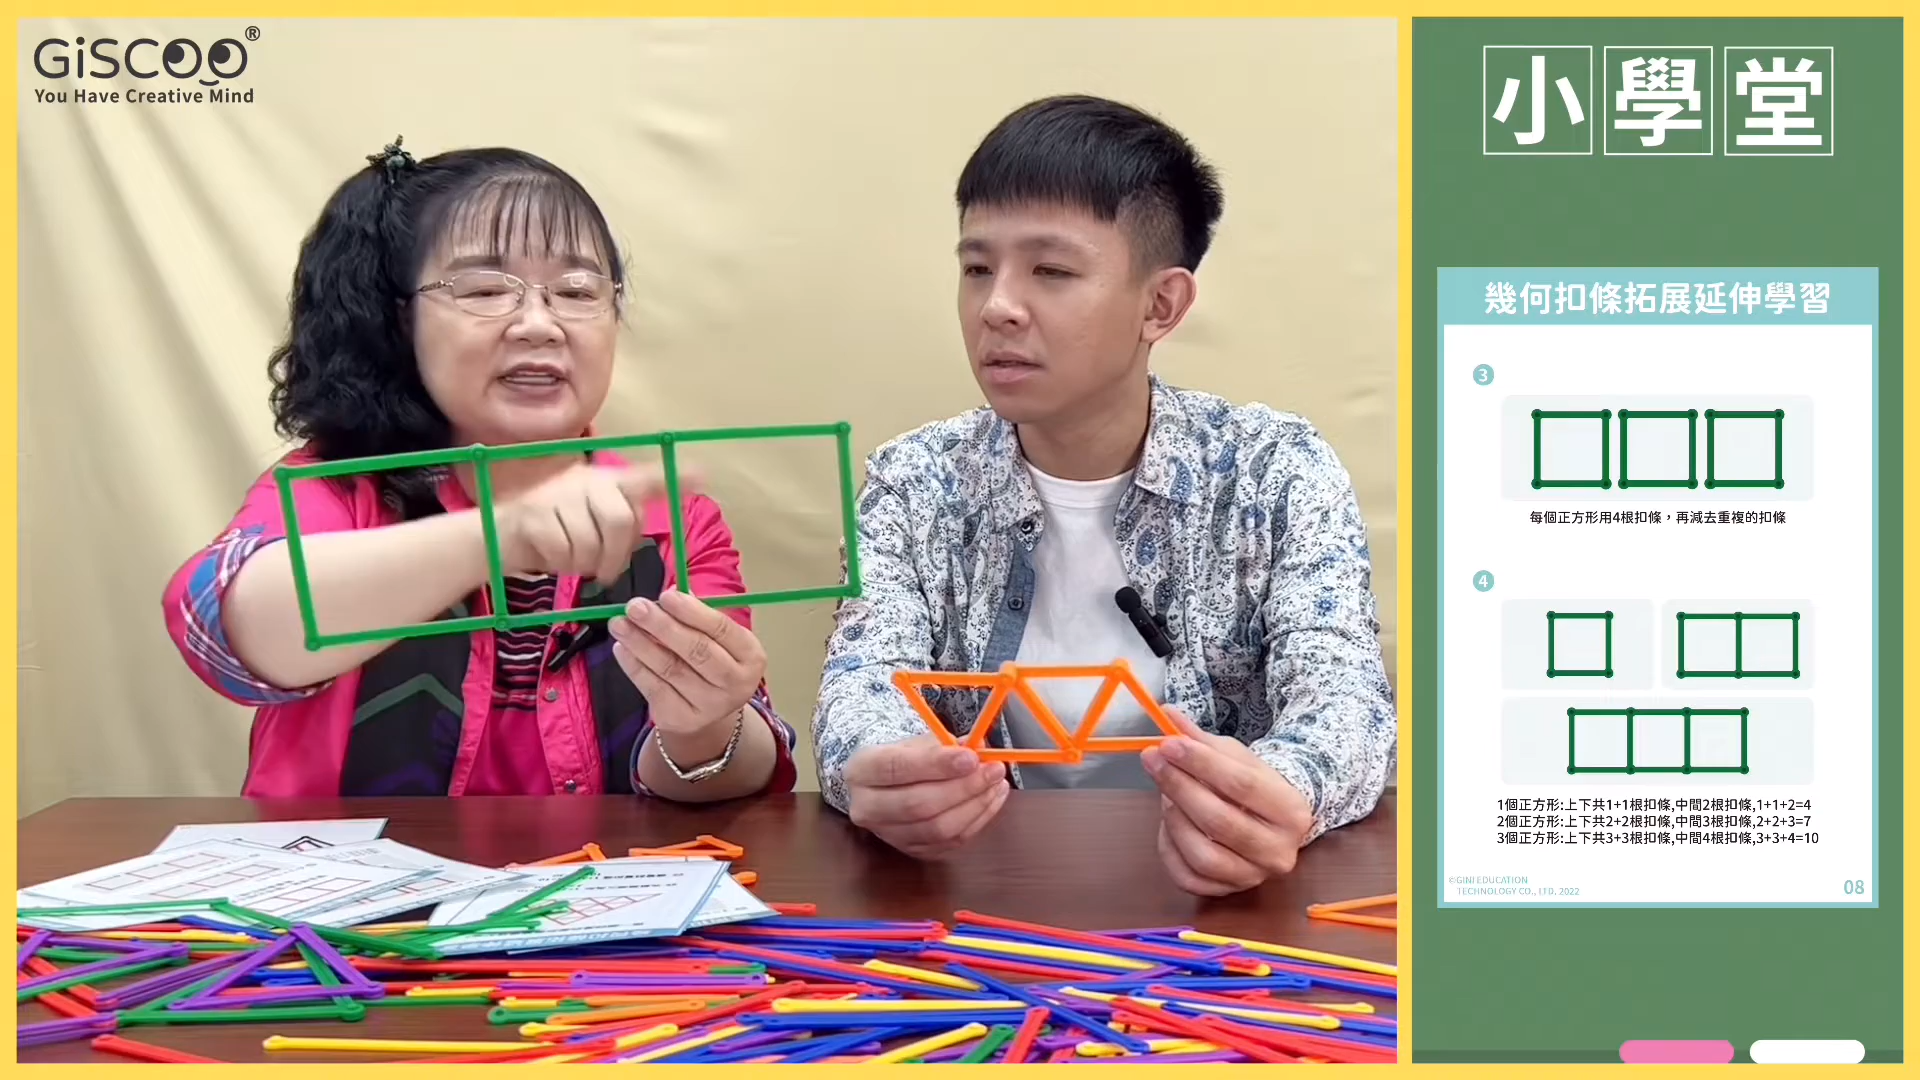 GiSCOO®
You Have Creative Mind
小學堂
幾何扣條拓展延伸學習
3
每個正方形用4根扣條,再減去重複的扣條
4
1個正方形:上下共1+1根扣條,中間2根扣條,1+1+2=4
2個正方形:上下共2+2根扣條,中間3根扣條,2+2+3=7
3個正方形:上下共3+3根扣條,中間4根扣條,3+3+4=10
©GINI EDUCATION
TECHNOLOGY CO., LTD. 2022
08